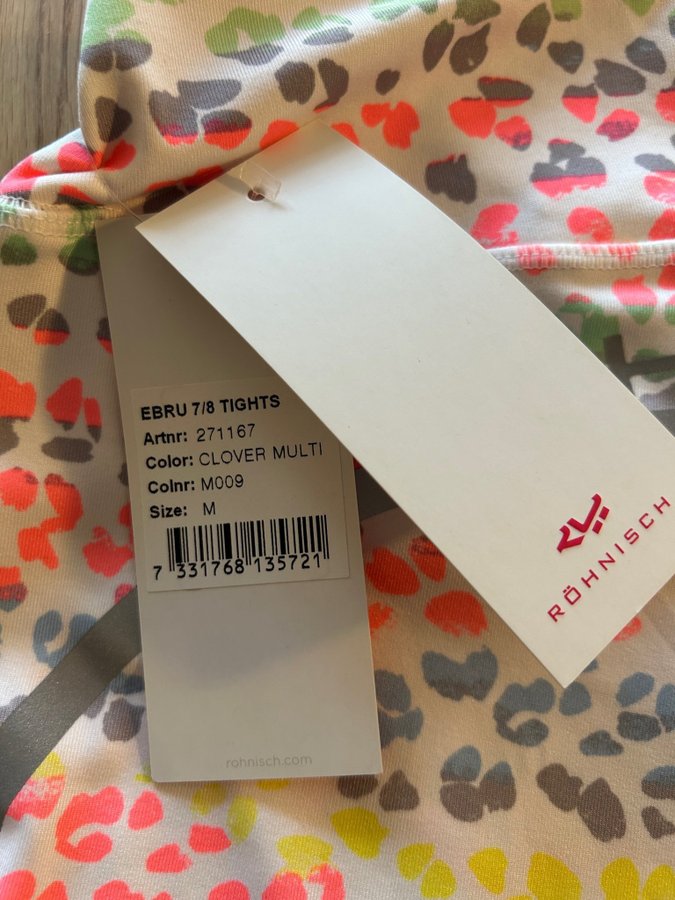 EBRU 7/8 TIGHTS
Artnr: 271167
Color: CLOVER MULTI
Colnr: M009
Size: M
7 331768 135721
rohnisch.com
RÖHNISCH